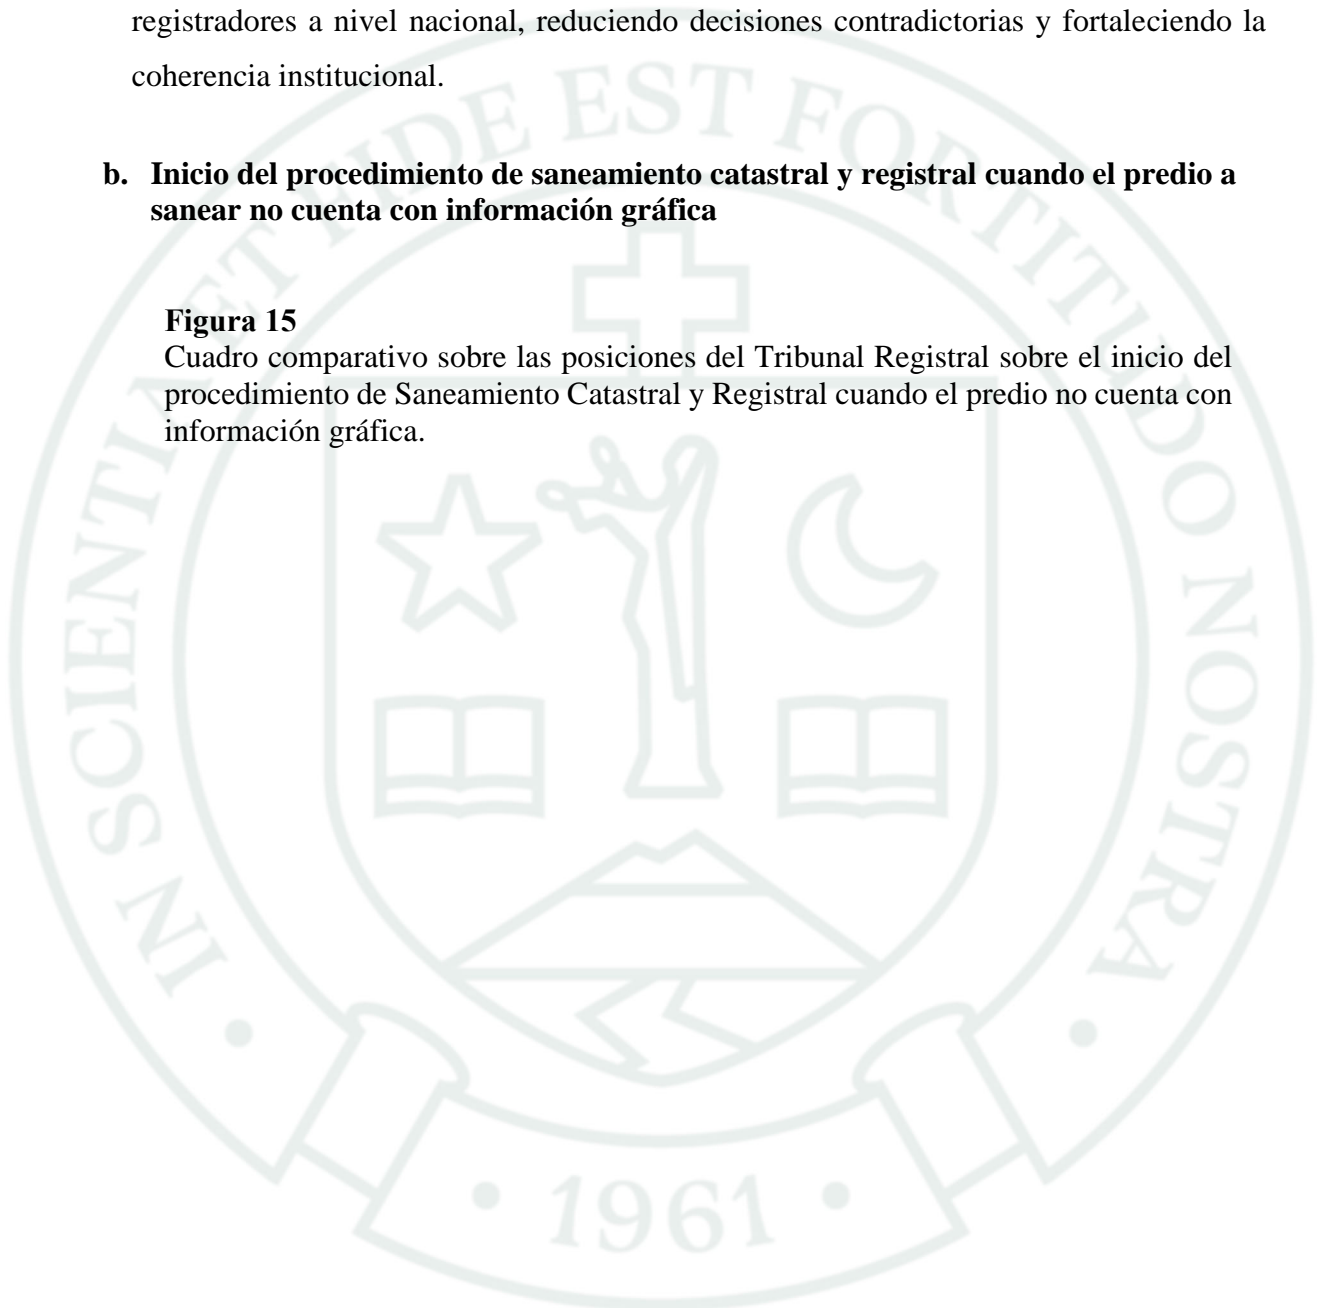 registradores a nivel nacional, reduciendo decisiones contradictorias y fortaleciendo la
coherencia institucional.
b. Inicio del procedimiento de saneamiento catastral y registral cuando el predio a
sanear no cuenta con información gráfica
Figura 15
Cuadro comparativo sobre las posiciones del Tribunal Registral sobre el inicio del
procedimiento de Saneamiento Catastral y Registral cuando el predio no cuenta con
información gráfica.
IN SCIENTIA ET FIDE EST FORTITUDO NOSTRA
• 1961 •